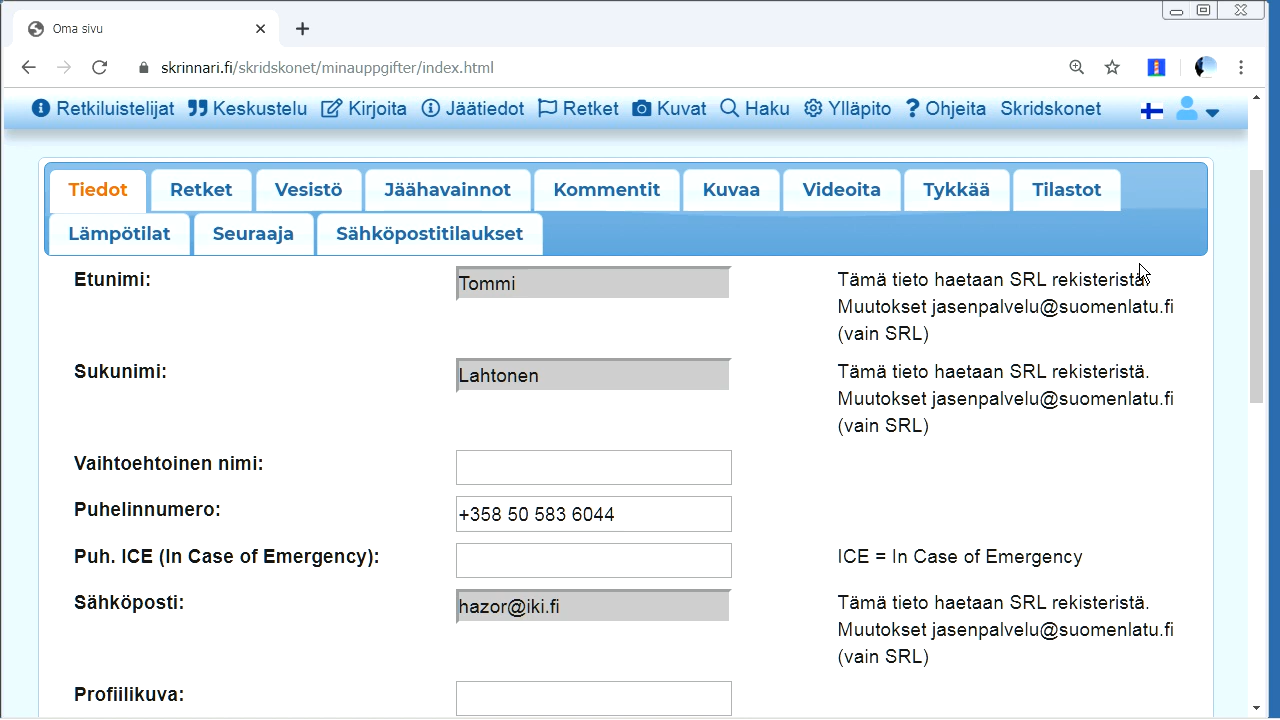 Oma sivu
skrinnari.fi/skridskonet/minauppgifter/index.html
Retkiluistelijat Keskustelu Kirjoita Jäätiedot Retket Kuvat Haku Ylläpito Ohjeita Skridskonet
Tiedot Retket Vesistö Jäähavainnot Kommentit Kuvaa Videoita Tykkää Tilastot
Lämpötilat Seuraaja Sähköpostitilaukset
Etunimi: Tommi Tämä tieto haetaan SRL rekisteristä.
Muutokset jasenpalvelu@suomenlatu.fi
(vain SRL)
Sukunimi: Lahtonen Tämä tieto haetaan SRL rekisteristä.
Muutokset jasenpalvelu@suomenlatu.fi
(vain SRL)
Vaihtoehtoinen nimi:
Puhelinnumero: +358 50 583 6044
Puh. ICE (In Case of Emergency): ICE = In Case of Emergency
Sähköposti: hazor@iki.fi Tämä tieto haetaan SRL rekisteristä.
Muutokset jasenpalvelu@suomenlatu.fi
(vain SRL)
Profiilikuva: